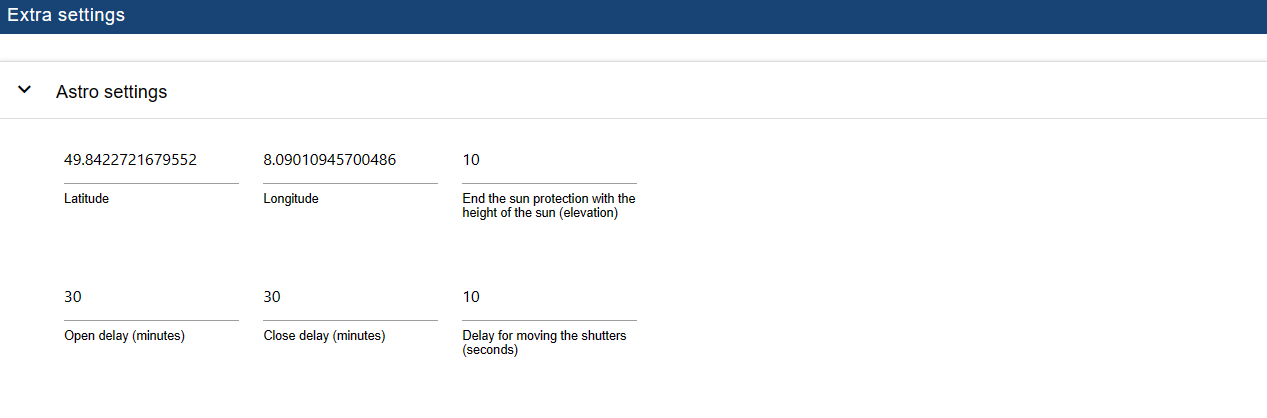 Extra settings
Astro settings
49.8422721679552
8.09010945700486
10
Latitude
Longitude
End the sun protection with the
height of the sun (elevation)
30
30
10
Open delay (minutes)
Close delay (minutes)
Delay for moving the shutters
(seconds)